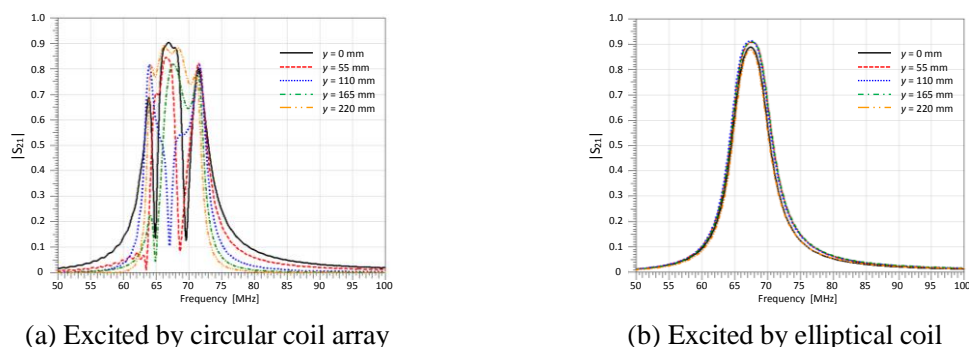 1.0
0.9
0.8
0.7
0.6
0.5
0.4
0.3
0.2
0.1
0
|S21|
50 55 60 65 70 75 80 85 90 95 100
Frequency [MHz]
y = 0 mm
y = 55 mm
y = 110 mm
y = 165 mm
y = 220 mm
(a) Excited by circular coil array
1.0
0.9
0.8
0.7
0.6
0.5
0.4
0.3
0.2
0.1
0
|S21|
50 55 60 65 70 75 80 85 90 95 100
Frequency [MHz]
y = 0 mm
y = 55 mm
y = 110 mm
y = 165 mm
y = 220 mm
(b) Excited by elliptical coil